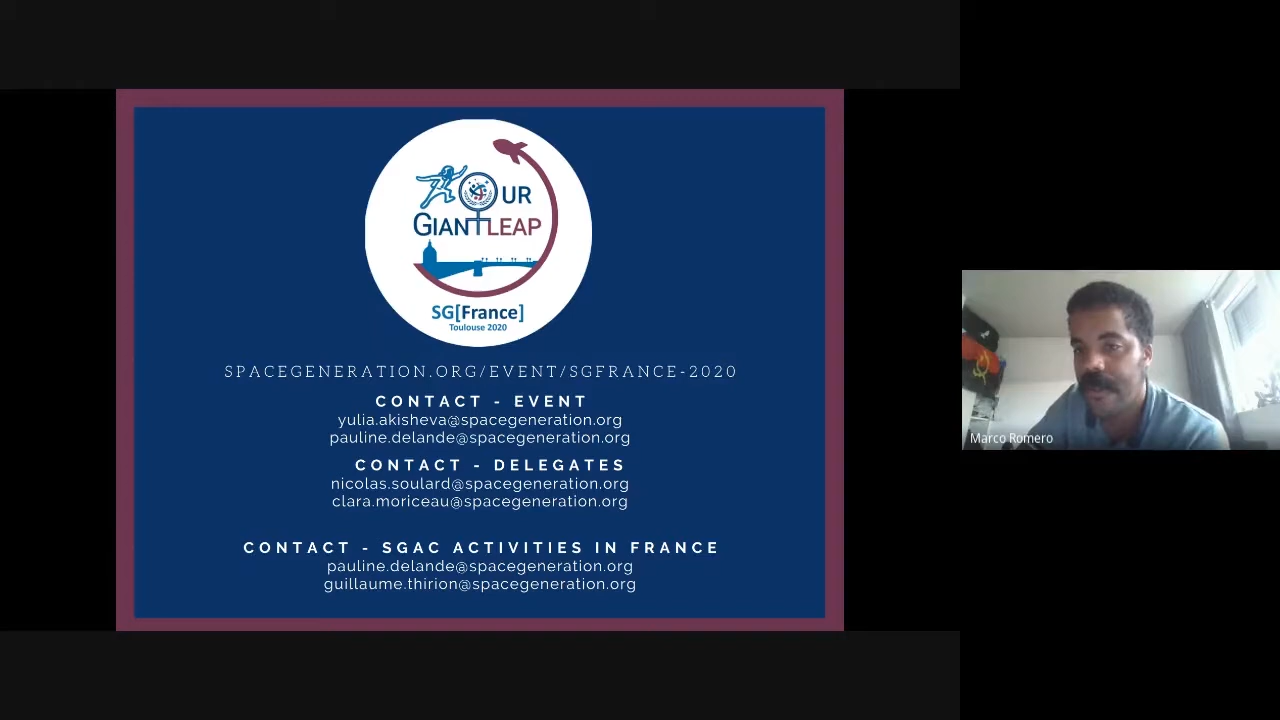 OUR
GIANTLEAP
SG[France]
Toulouse 2020
SPACEGENERATION.ORG/EVENT/SGFRANCE-2020
CONTACT - EVENT
yulia.akisheva@spacegeneration.org
pauline.delande@spacegeneration.org
CONTACT - DELEGATES
nicolas.soulard@spacegeneration.org
clara.moriceau@spacegeneration.org
CONTACT - SGAC ACTIVITIES IN FRANCE
pauline.delande@spacegeneration.org
guillaume.thirion@spacegeneration.org
Marco Romero